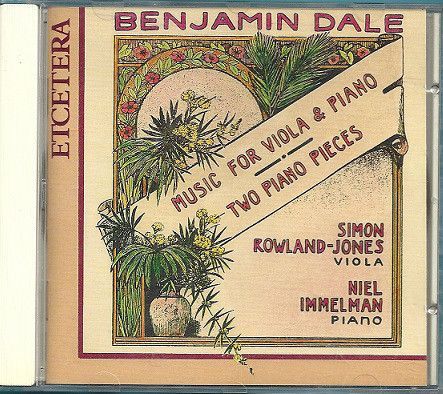 BENJAMIN DALE
ETCETERA
MUSIC FOR VIOLA & PIANO
TWO PIANO PIECES
SIMON
ROWLAND-JONES
VIOLA
NIEL
IMMELMAN
PIANO